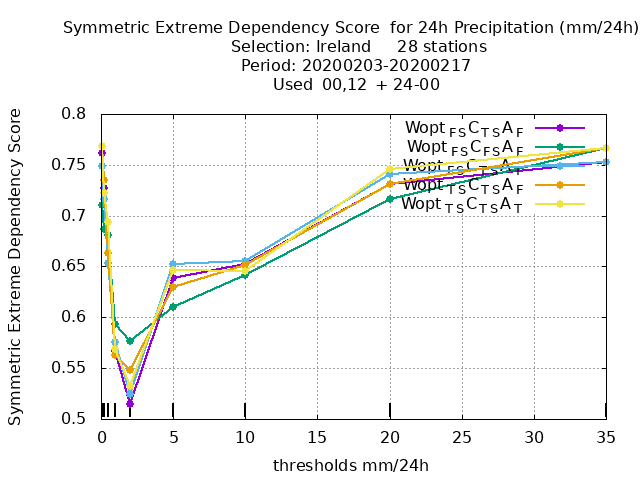 Symmetric Extreme Dependency Score for 24h Precipitation (mm/24h)
Selection: Ireland 28 stations
Period: 20200203-20200217
Used 00,12 + 24-00
Symmetric Extreme Dependency Score
0.8
0.75
0.7
0.65
0.6
0.55
0.5
Wopt FS C TS A F
Wopt FS C FS A F
Wopt
Wopt TS C TS A F
Wopt TS C TS A T
0 5 10 15 20 25 30 35
thresholds mm/24h